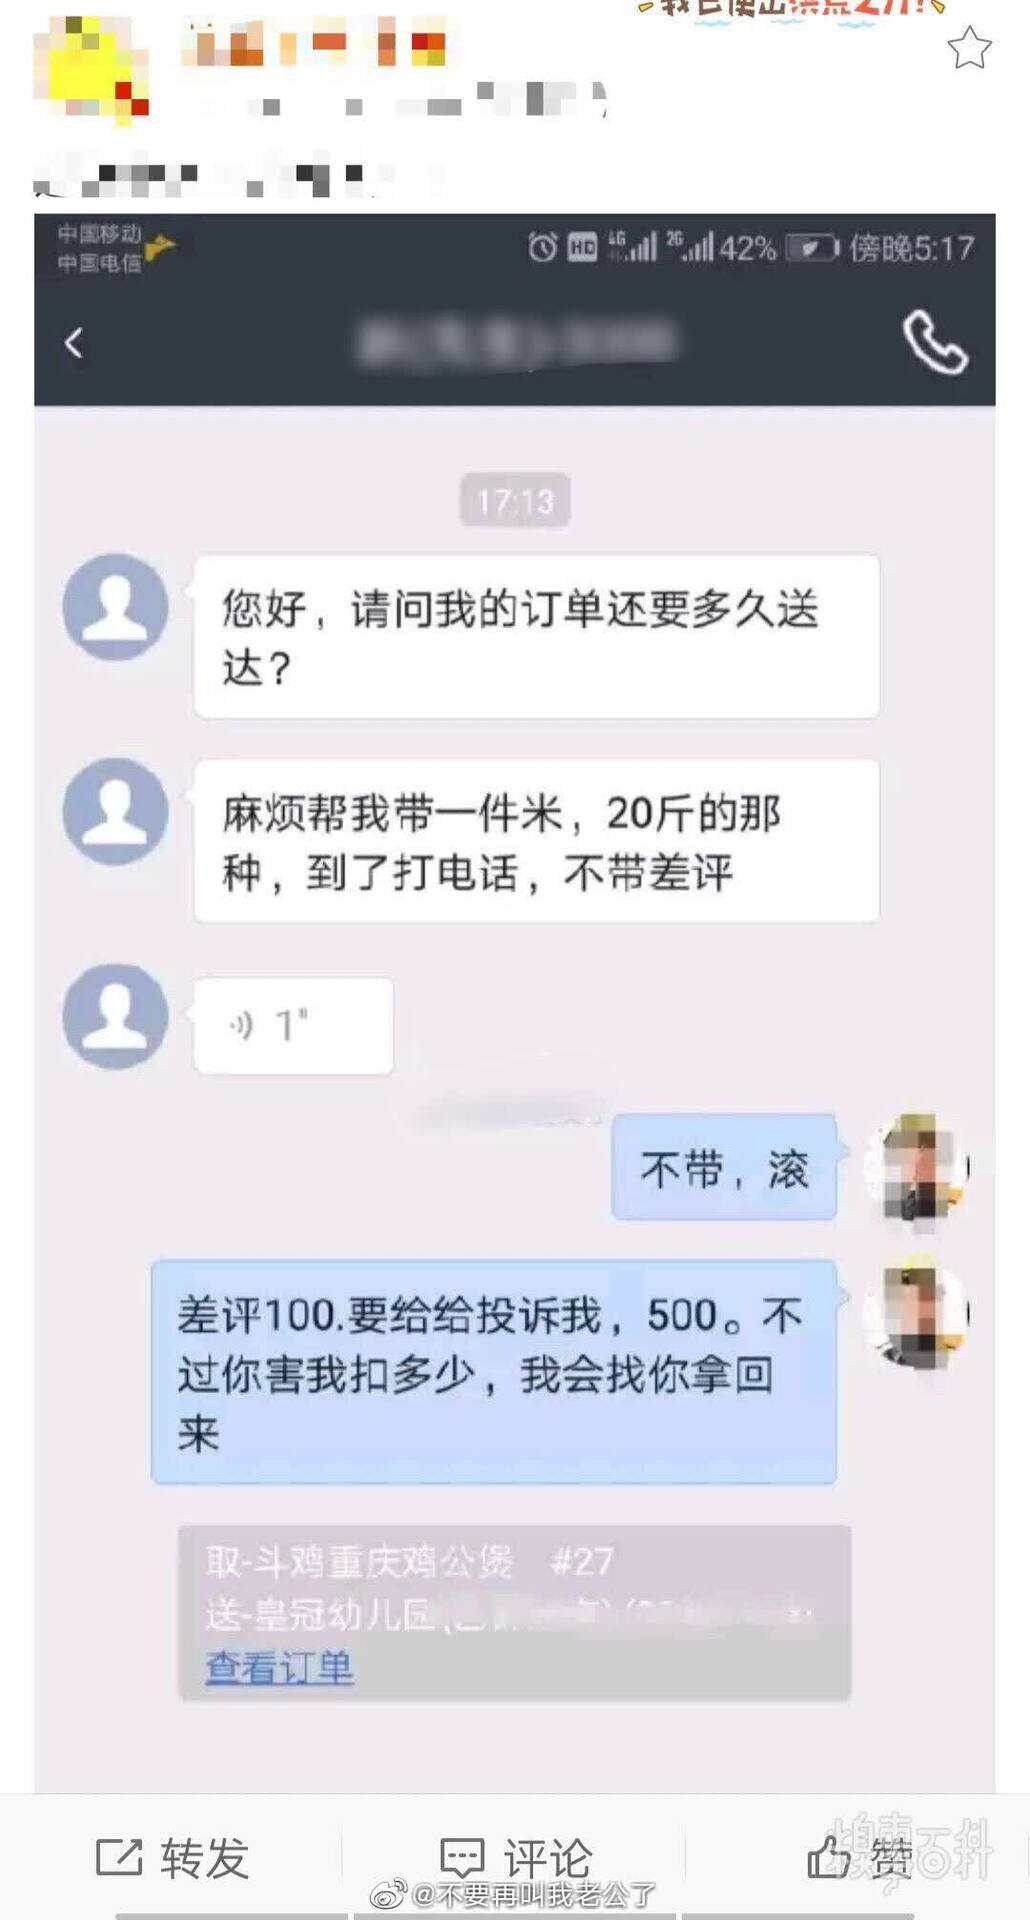 中国移动
中国电信
HD 4G 2G 42% 傍晚5:17
17:13
您好，请问我的订单还要多久送
达？
麻烦帮我带一件米，20斤的那
种，到了打电话，不带差评
1"
不带，滚
差评100.要给给投诉我，500。不
过你害我扣多少，我会找你拿回
来
取-斗鸡重庆鸡公煲 #27
送-皇冠幼儿园
查看订单
转发
评论
赞
糗事百科
@不要再叫我老公了